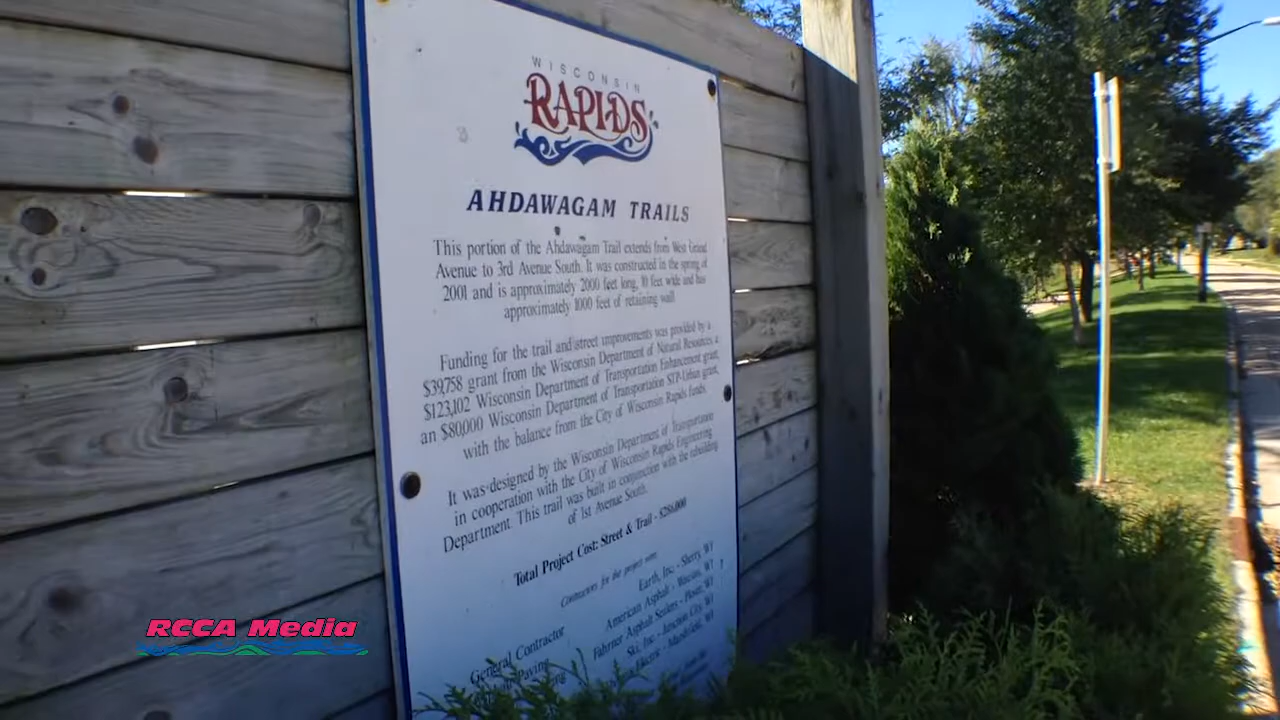 WISCONSIN
RAPIDS
AHDAWAGAM TRAILS
This portion of the Ahdawagam Trail extends from West Grand
Avenue to 3rd Avenue South. It was constructed in the spring of
2001 and is approximately 2000 feet long, 10 feet wide and has
approximately 1000 feet of retaining wall
Funding for the trail and street improvements was provided by a
$39,758 grant from the Wisconsin Department of Natural Resources, a
$123,102 Wisconsin Department of Transportation Enhancement grant,
an $80,000 Wisconsin Department of Transportation STP-Urban grant,
with the balance from the City of Wisconsin Rapids funds.
It was designed by the Wisconsin Department of Transportation
in cooperation with the City of Wisconsin Rapids Engineering
Department. This trail was built in conjunction with the rebuilding
of 1st Avenue South.
Total Project Cost: Street & Trail -
Contractors for the project were
General Contractor Earth, Inc. - Sherry, WI
Paving American Asphalt - Wausau, WI
Fahrner Asphalt Sealers - Plover, WI
Ski, Inc. - Junction City, WI
Electric - Marshfield, WI
RCCA Media